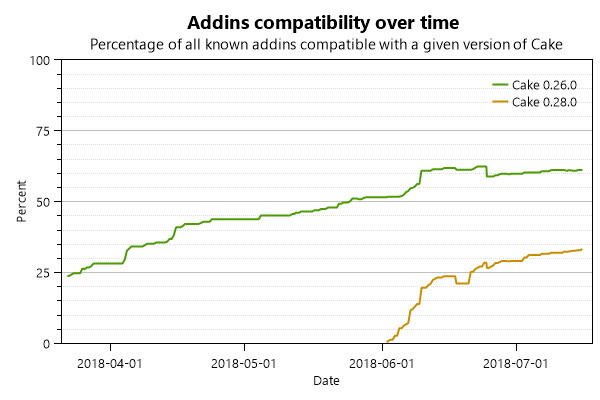 Addins compatibility over time
Percentage of all known addins compatible with a given version of Cake
100
75
50
25
0
Percent
Cake 0.26.0
Cake 0.28.0
2018-04-01
2018-05-01
2018-06-01
2018-07-01
Date